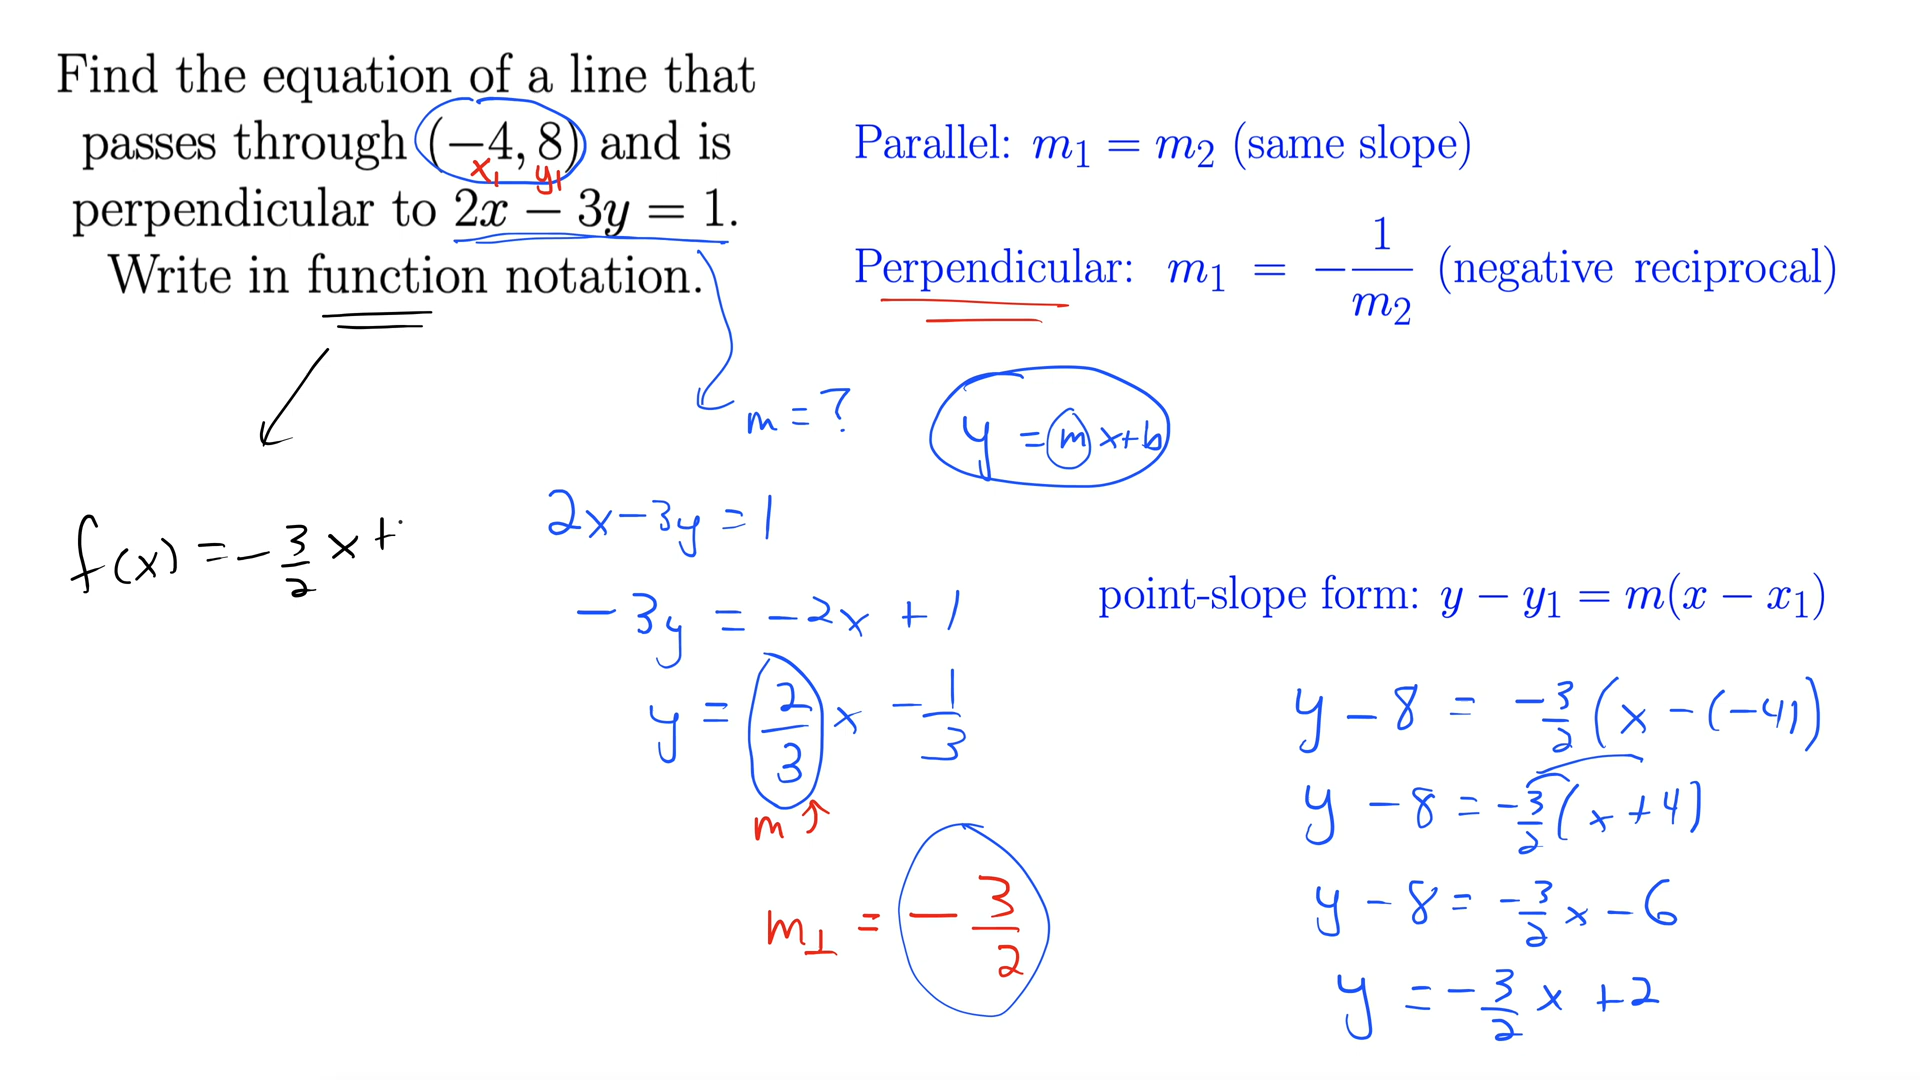 Find the equation of a line that
passes through (−4, 8) and is
x₁ y₁
perpendicular to 2x − 3y = 1.
Write in function notation.
Parallel: m₁ = m₂ (same slope)
Perpendicular: m₁ = −1/m₂ (negative reciprocal)
m = ?
y = mx+b
f(x) = −3/2 x +
2x−3y = 1
−3y = −2x + 1
y = 2/3 x − 1/3
m ↑
m⊥ = −3/2
point-slope form: y − y₁ = m(x − x₁)
y − 8 = −3/2 (x − (−4))
y − 8 = −3/2 (x + 4)
y − 8 = −3/2 x − 6
y = −3/2 x + 2